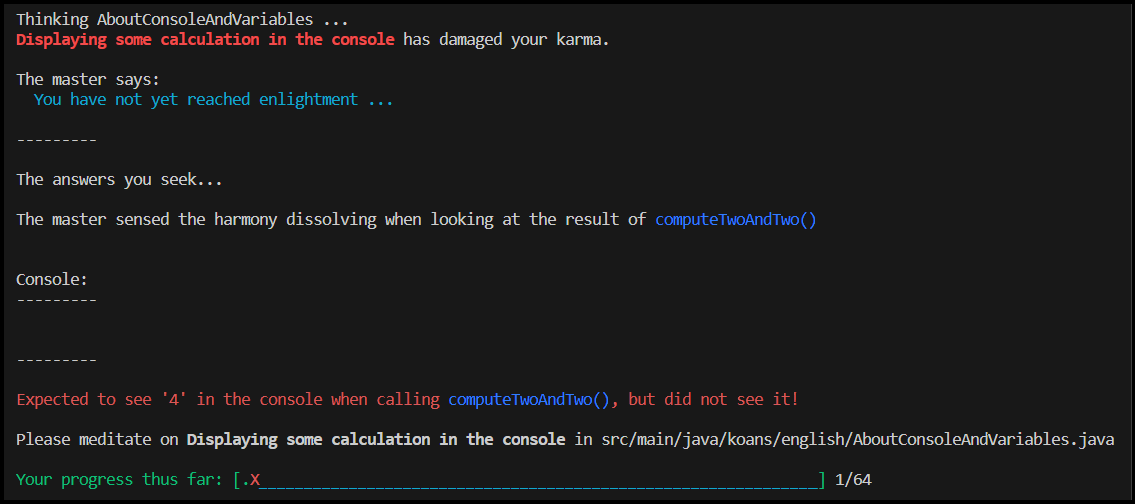 Thinking AboutConsoleAndVariables ...
Displaying some calculation in the console has damaged your karma.
The master says:
You have not yet reached enlightment ...
---------
The answers you seek...
The master sensed the harmony dissolving when looking at the result of computeTwoAndTwo()
Console:
---------
---------
Expected to see '4' in the console when calling computeTwoAndTwo(), but did not see it!
Please meditate on Displaying some calculation in the console in src/main/java/koans/english/AboutConsoleAndVariables.java
Your progress thus far: [.X______________________________________________________________] 1/64